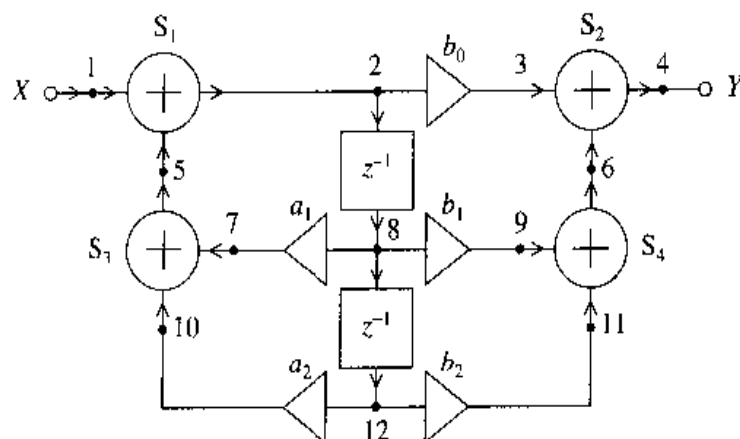 S₁ S₂
1 2 b₀ 3 4
X + + Y
z⁻¹
5 6
a₁ b₁
7 8 9
S₃ + + S₄
z⁻¹
10 11
a₂ b₂
12